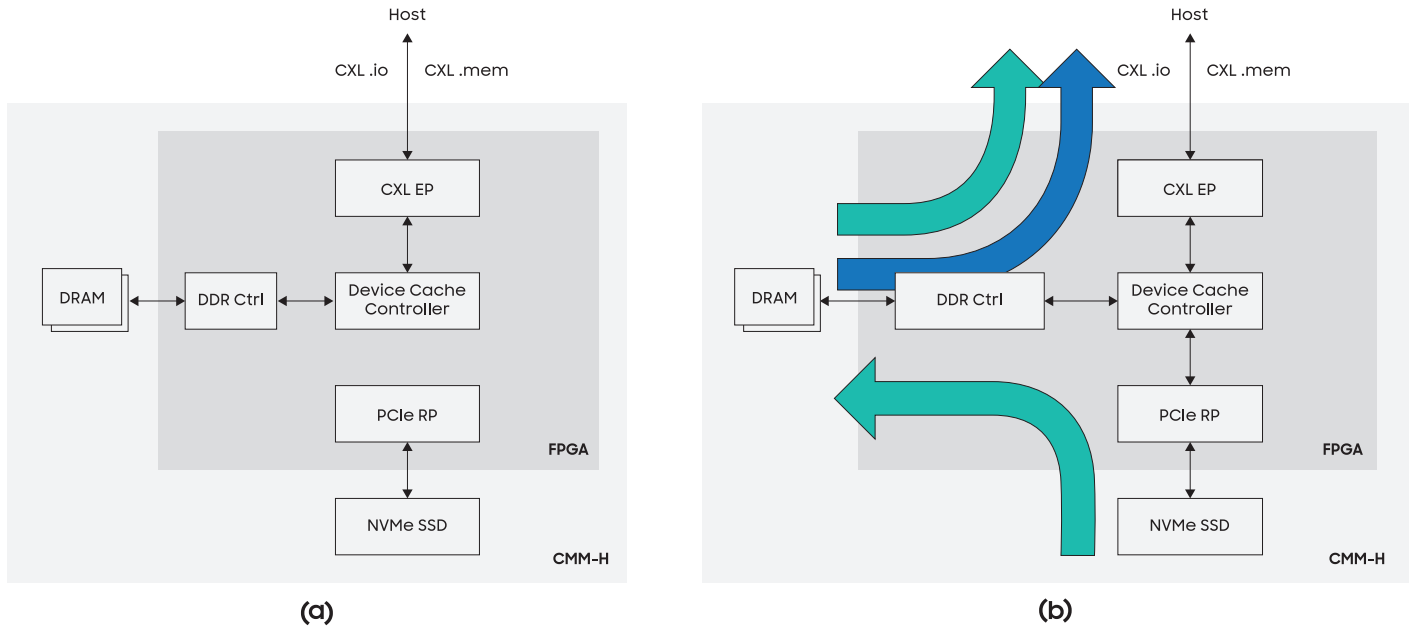 Host
CXL .io
CXL .mem
CXL EP
DRAM
DDR Ctrl
Device Cache
Controller
PCIe RP
FPGA
NVMe SSD
CMM-H
(a)
Host
CXL .io
CXL .mem
CXL EP
DRAM
DDR Ctrl
Device Cache
Controller
PCIe RP
FPGA
NVMe SSD
CMM-H
(b)